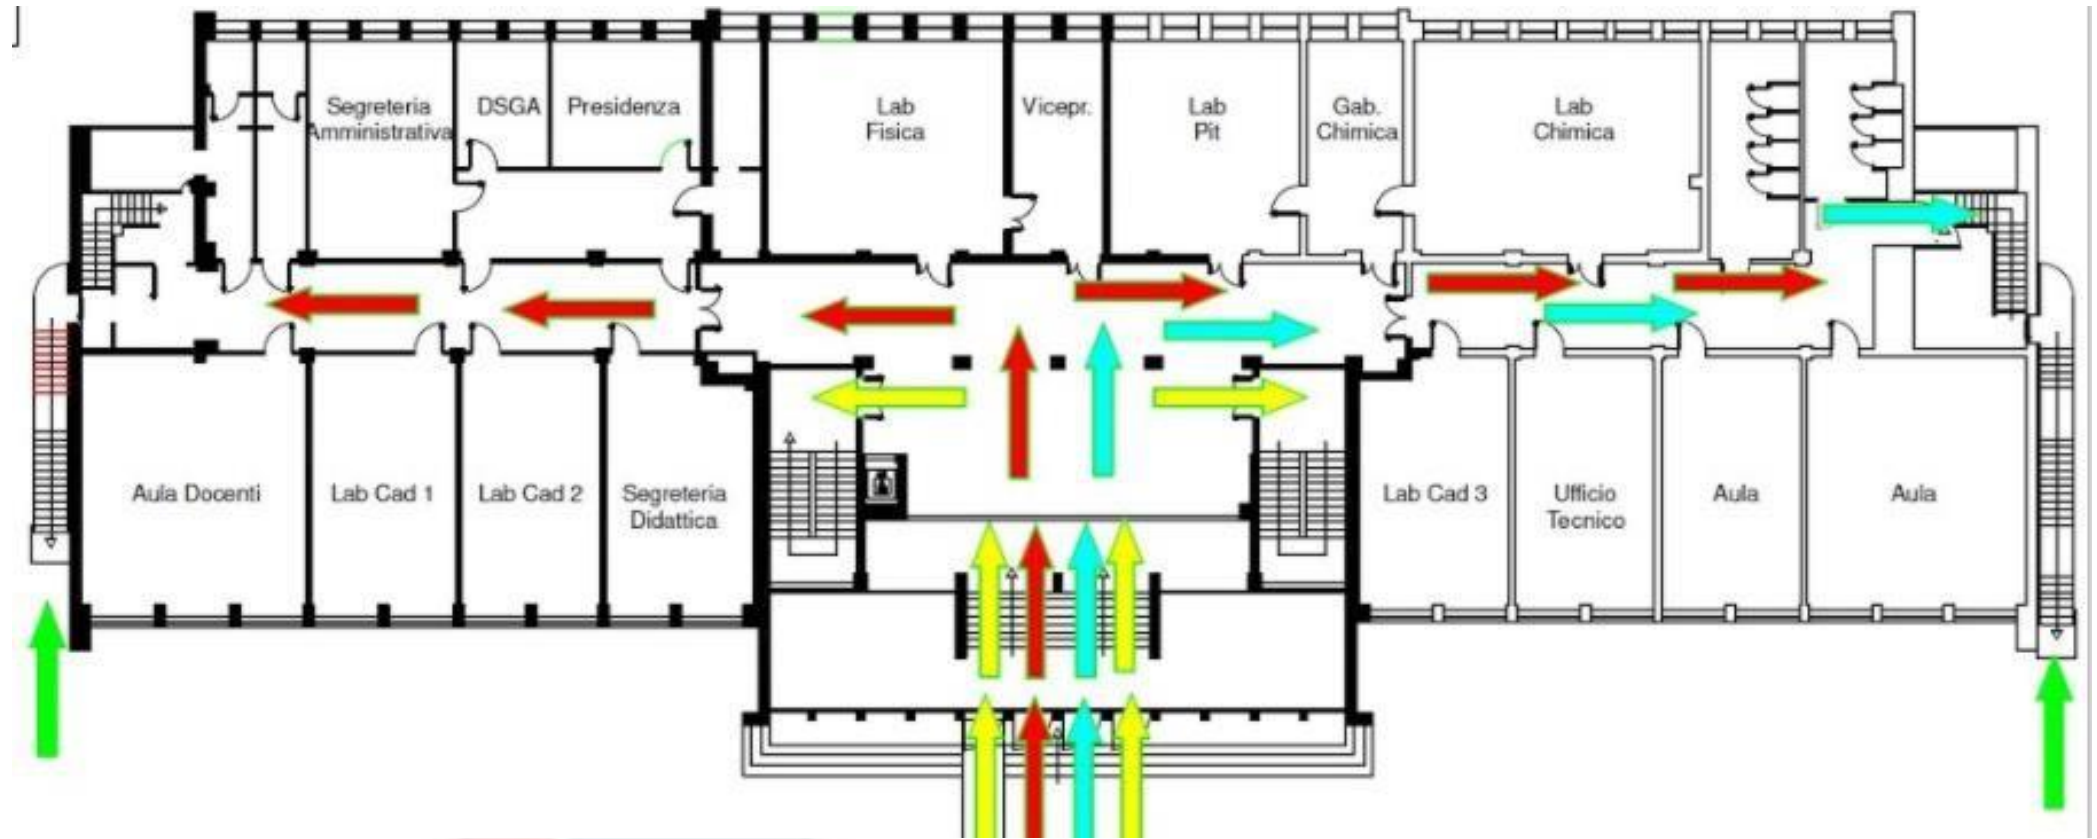 Segreteria
Amministrativa
DSGA
Presidenza
Lab
Fisica
Vicepr.
Lab
Pit
Gab.
Chimica
Lab
Chimica
Aula Docenti
Lab Cad 1
Lab Cad 2
Segreteria
Didattica
Lab Cad 3
Ufficio
Tecnico
Aula
Aula